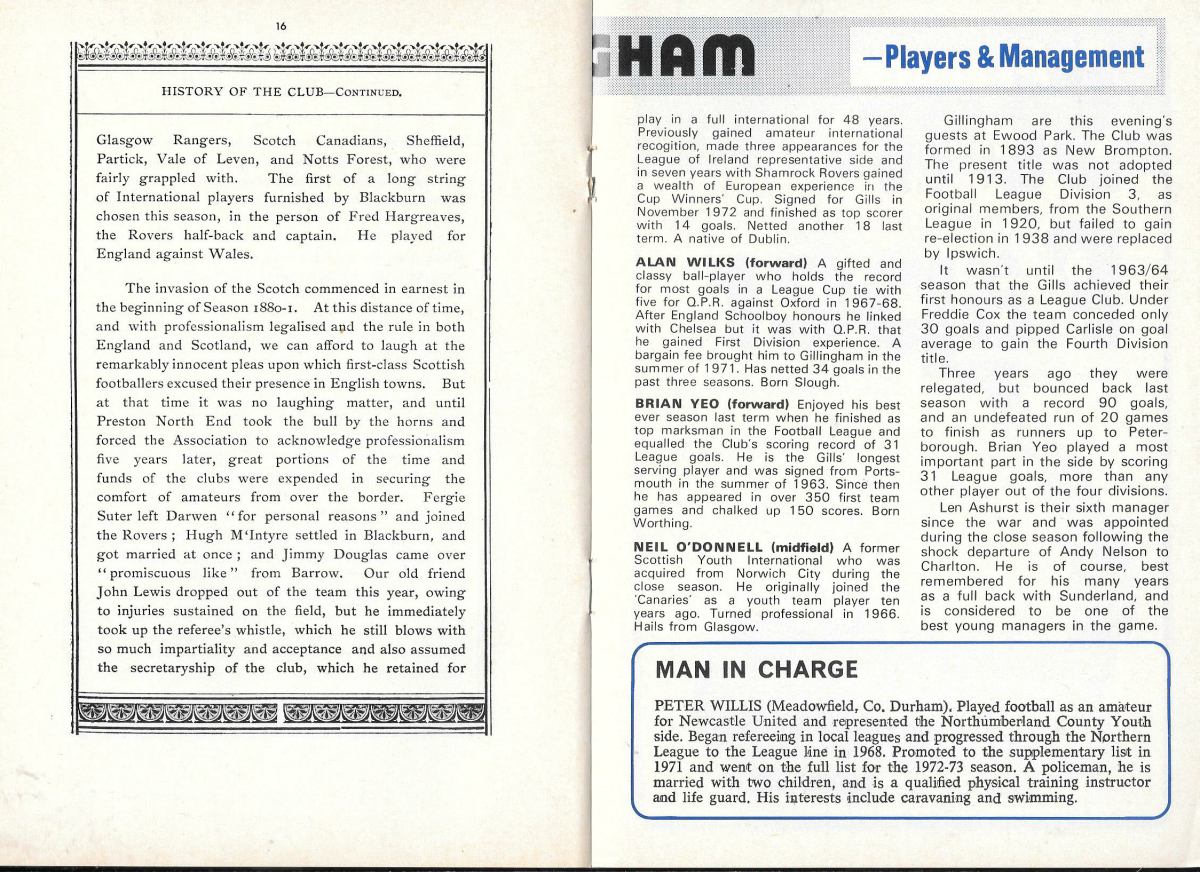 16
HISTORY OF THE CLUB—CONTINUED.
Glasgow Rangers, Scotch Canadians, Sheffield,
Partick, Vale of Leven, and Notts Forest, who were
fairly grappled with. The first of a long string
of International players furnished by Blackburn was
chosen this season, in the person of Fred Hargreaves,
the Rovers half-back and captain. He played for
England against Wales.
The invasion of the Scotch commenced in earnest in
the beginning of Season 1880-1. At this distance of time,
and with professionalism legalised and the rule in both
England and Scotland, we can afford to laugh at the
remarkably innocent pleas upon which first-class Scottish
footballers excused their presence in English towns. But
at that time it was no laughing matter, and until
Preston North End took the bull by the horns and
forced the Association to acknowledge professionalism
five years later, great portions of the time and
funds of the clubs were expended in securing the
comfort of amateurs from over the border. Fergie
Suter left Darwen "for personal reasons" and joined
the Rovers; Hugh M'Intyre settled in Blackburn, and
got married at once; and Jimmy Douglas came over
"promiscuous like" from Barrow. Our old friend
John Lewis dropped out of the team this year, owing
to injuries sustained on the field, but he immediately
took up the referee's whistle, which he still blows with
so much impartiality and acceptance and also assumed
the secretaryship of the club, which he retained for
GHAM
—Players & Management
play in a full international for 48 years.
Previously gained amateur international
recogition, made three appearances for the
League of Ireland representative side and
in seven years with Shamrock Rovers gained
a wealth of European experience in the
Cup Winners' Cup. Signed for Gills in
November 1972 and finished as top scorer
with 14 goals. Netted another 18 last
term. A native of Dublin.
ALAN WILKS (forward) A gifted and
classy ball-player who holds the record
for most goals in a League Cup tie with
five for Q.P.R. against Oxford in 1967-68.
After England Schoolboy honours he linked
with Chelsea but it was with Q.P.R. that
he gained First Division experience. A
bargain fee brought him to Gillingham in the
summer of 1971. Has netted 34 goals in the
past three seasons. Born Slough.
BRIAN YEO (forward) Enjoyed his best
ever season last term when he finished as
top marksman in the Football League and
equalled the Club's scoring record of 31
League goals. He is the Gills' longest
serving player and was signed from Ports-
mouth in the summer of 1963. Since then
he has appeared in over 350 first team
games and chalked up 150 scores. Born
Worthing.
NEIL O'DONNELL (midfield) A former
Scottish Youth International who was
acquired from Norwich City during the
close season. He originally joined the
'Canaries' as a youth team player ten
years ago. Turned professional in 1966.
Hails from Glasgow.
Gillingham are this evening's
guests at Ewood Park. The Club was
formed in 1893 as New Brompton.
The present title was not adopted
until 1913. The Club joined the
Football League Division 3, as
original members, from the Southern
League in 1920, but failed to gain
re-election in 1938 and were replaced
by Ipswich.
It wasn't until the 1963/64
season that the Gills achieved their
first honours as a League Club. Under
Freddie Cox the team conceded only
30 goals and pipped Carlisle on goal
average to gain the Fourth Division
title.
Three years ago they were
relegated, but bounced back last
season with a record 90 goals,
and an undefeated run of 20 games
to finish as runners up to Peter-
borough. Brian Yeo played a most
important part in the side by scoring
31 League goals, more than any
other player out of the four divisions.
Len Ashurst is their sixth manager
since the war and was appointed
during the close season following the
shock departure of Andy Nelson to
Charlton. He is of course, best
remembered for his many years
as a full back with Sunderland, and
is considered to be one of the
best young managers in the game.
MAN IN CHARGE
PETER WILLIS (Meadowfield, Co. Durham). Played football as an amateur
for Newcastle United and represented the Northumberland County Youth
side. Began refereeing in local leagues and progressed through the Northern
League to the League line in 1968. Promoted to the supplementary list in
1971 and went on the full list for the 1972-73 season. A policeman, he is
married with two children, and is a qualified physical training instructor
and life guard. His interests include caravaning and swimming.